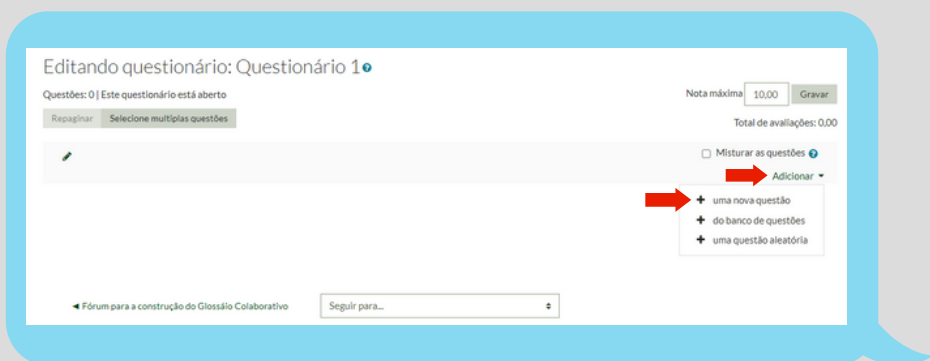 Editando questionário: Questionário 1
Questões: 0 | Este questionário está aberto
Nota máxima 10,00 Gravar
Repaginar Selecione multiplas questões
Total de avaliações: 0,00
Misturar as questões
Adicionar
+ uma nova questão
+ do banco de questões
+ uma questão aleatória
◄ Fórum para a construção do Glossáio Colaborativo
Seguir para...